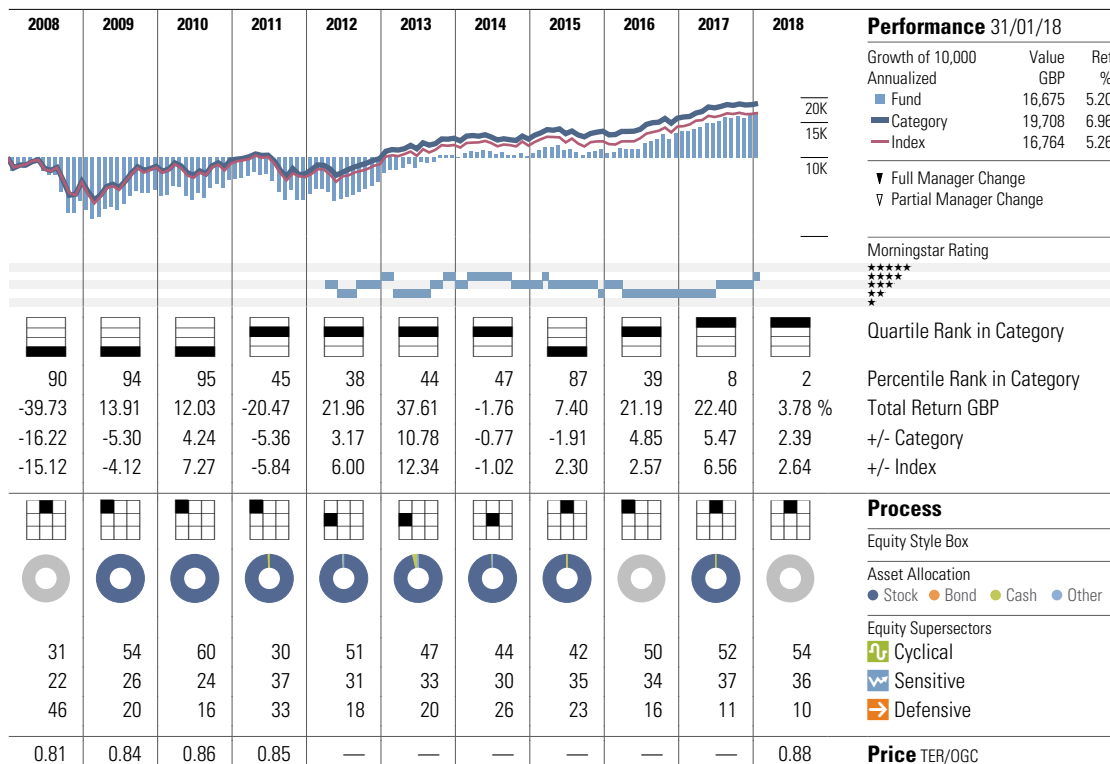 2008 2009 2010 2011 2012 2013 2014 2015 2016 2017 2018
Performance 31/01/18
Growth of 10,000 Value Ret
Annualized GBP %
Fund 16,675 5.20
Category 19,708 6.96
Index 16,764 5.26
Full Manager Change
Partial Manager Change
20K
15K
10K
Morningstar Rating
★★★★★
★★★★
★★★
★★
★
Quartile Rank in Category
90 94 95 45 38 44 47 87 39 8 2 Percentile Rank in Category
-39.73 13.91 12.03 -20.47 21.96 37.61 -1.76 7.40 21.19 22.40 3.78 % Total Return GBP
-16.22 -5.30 4.24 -5.36 3.17 10.78 -0.77 -1.91 4.85 5.47 2.39 +/- Category
-15.12 -4.12 7.27 -5.84 6.00 12.34 -1.02 2.30 2.57 6.56 2.64 +/- Index
Process
Equity Style Box
Asset Allocation
Stock Bond Cash Other
Equity Supersectors
31 54 60 30 51 47 44 42 50 52 54 Cyclical
22 26 24 37 31 33 30 35 34 37 36 Sensitive
46 20 16 33 18 20 26 23 16 11 10 Defensive
0.81 0.84 0.86 0.85 — — — — — — 0.88 Price TER/OGC